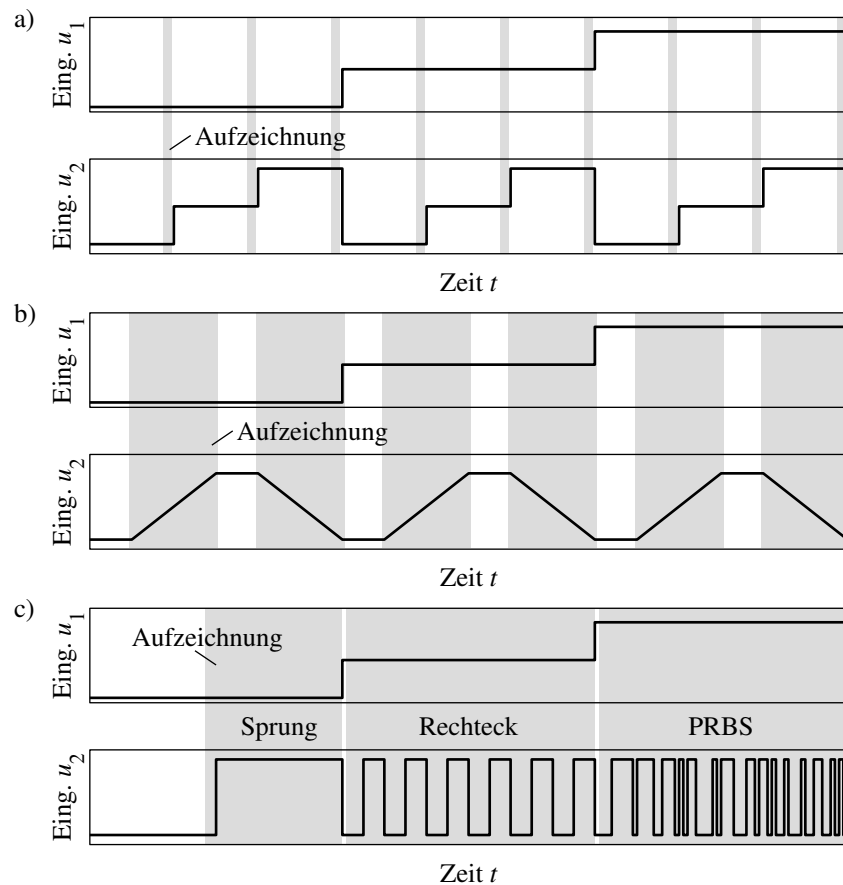 a)
Eing. u1
Aufzeichnung
Eing. u2
Zeit t
b)
Eing. u1
Aufzeichnung
Eing. u2
Zeit t
c)
Eing. u1
Aufzeichnung
Sprung Rechteck PRBS
Eing. u2
Zeit t